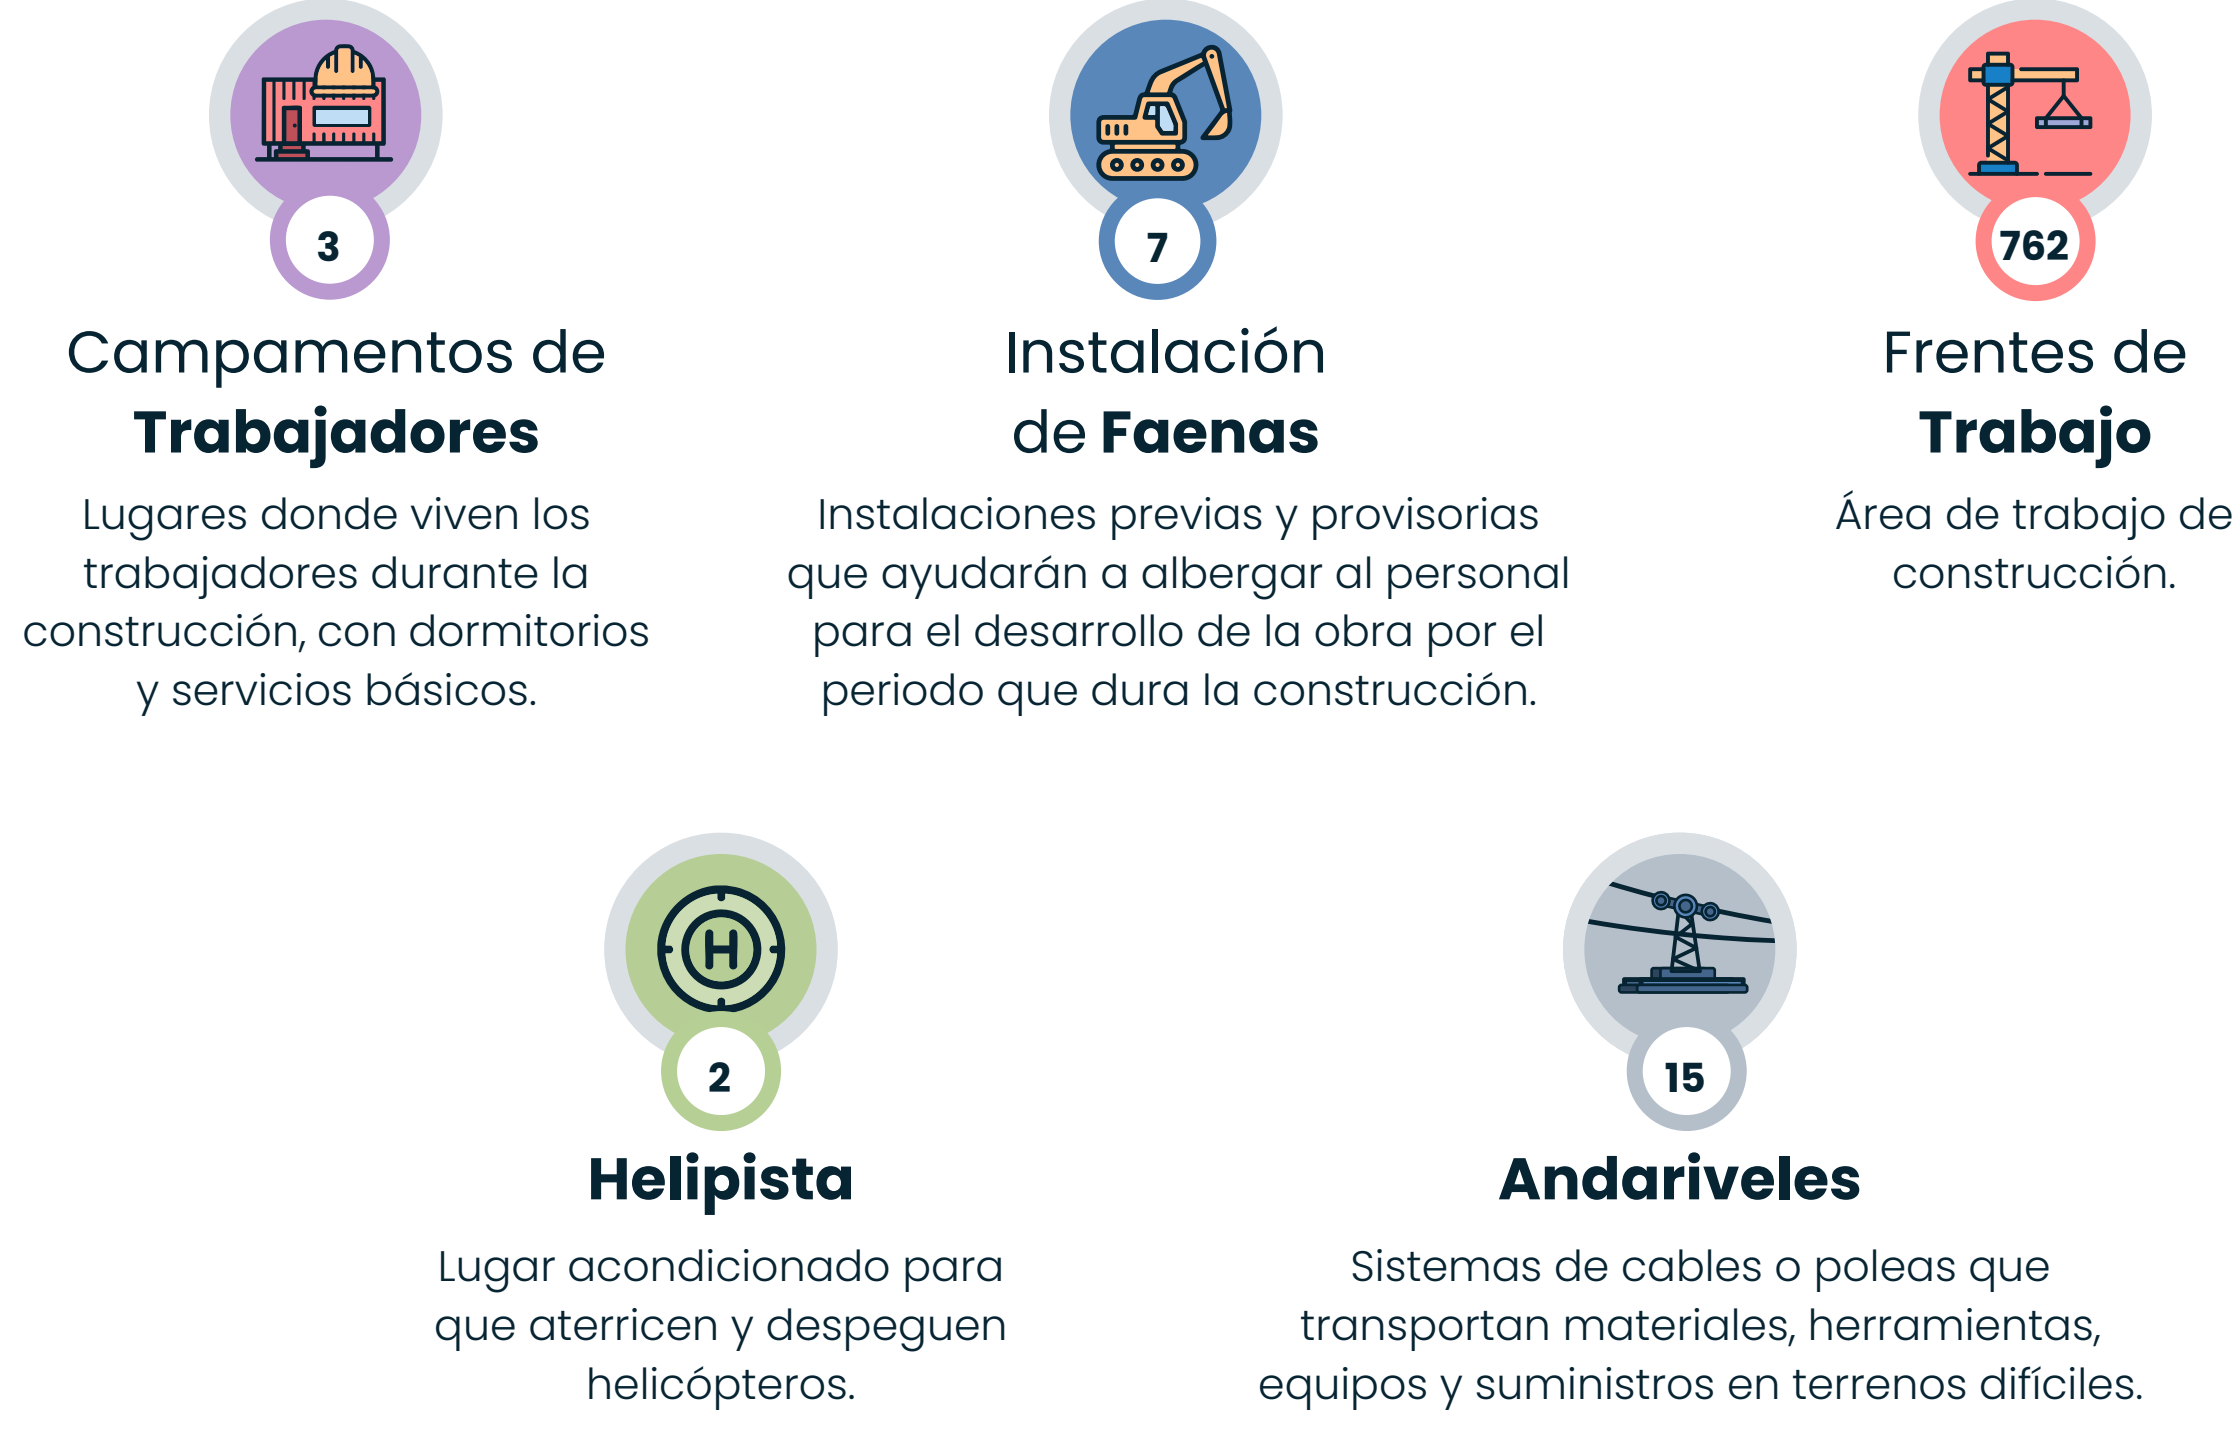 3
Campamentos de
Trabajadores
Lugares donde viven los
trabajadores durante la
construcción, con dormitorios
y servicios básicos.
7
Instalación
de Faenas
Instalaciones previas y provisorias
que ayudarán a albergar al personal
para el desarrollo de la obra por el
periodo que dura la construcción.
762
Frentes de
Trabajo
Área de trabajo de
construcción.
H
2
Helipista
Lugar acondicionado para
que aterricen y despeguen
helicópteros.
15
Andariveles
Sistemas de cables o poleas que
transportan materiales, herramientas,
equipos y suministros en terrenos difíciles.